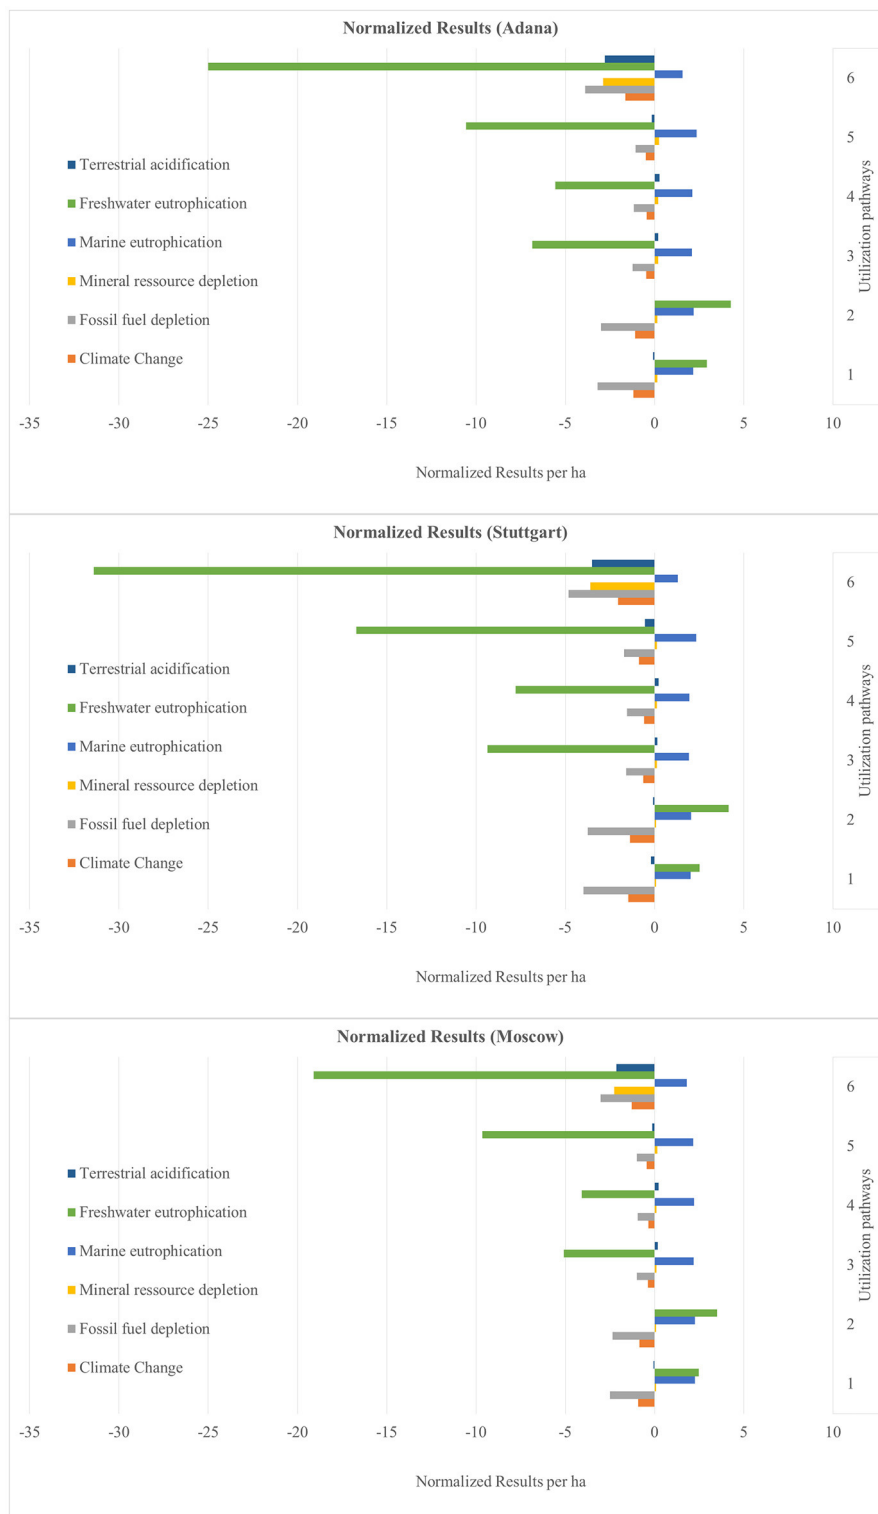 Normalized Results (Adana)
6
5
4
3
2
1
Utilization pathways
Terrestrial acidification
Freshwater eutrophication
Marine eutrophication
Mineral ressource depletion
Fossil fuel depletion
Climate Change
-35 -30 -25 -20 -15 -10 -5 0 5 10
Normalized Results per ha
Normalized Results (Stuttgart)
6
5
4
3
2
1
Utilization pathways
Terrestrial acidification
Freshwater eutrophication
Marine eutrophication
Mineral ressource depletion
Fossil fuel depletion
Climate Change
-35 -30 -25 -20 -15 -10 -5 0 5 10
Normalized Results per ha
Normalized Results (Moscow)
6
5
4
3
2
1
Utilization pathways
Terrestrial acidification
Freshwater eutrophication
Marine eutrophication
Mineral ressource depletion
Fossil fuel depletion
Climate Change
-35 -30 -25 -20 -15 -10 -5 0 5 10
Normalized Results per ha